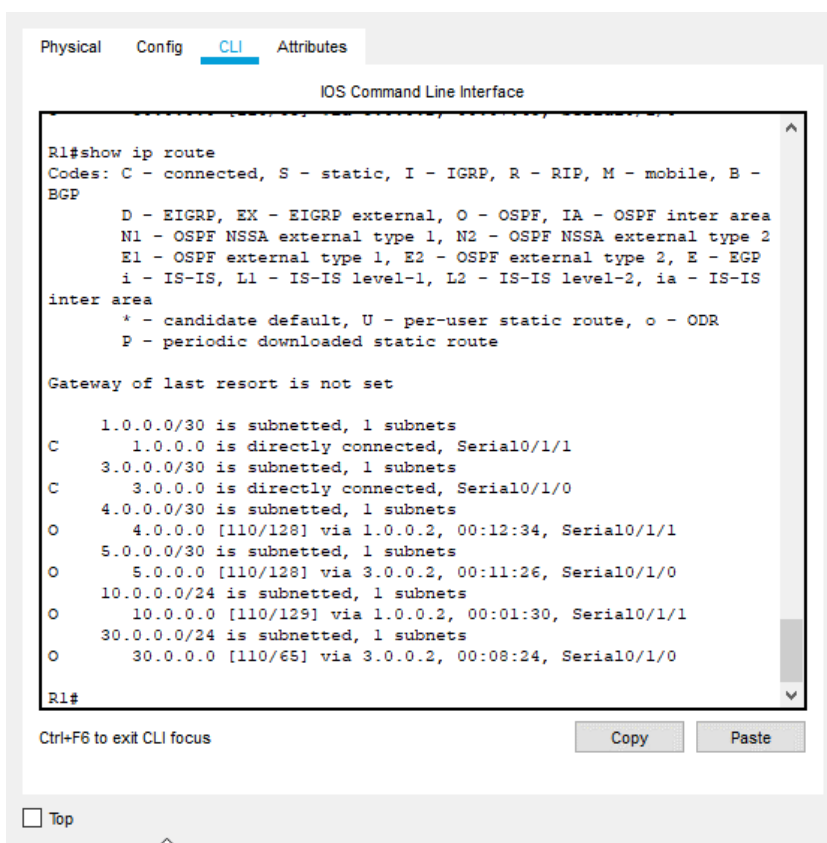 Physical Config CLI Attributes
IOS Command Line Interface
R1#show ip route
Codes: C - connected, S - static, I - IGRP, R - RIP, M - mobile, B -
BGP
       D - EIGRP, EX - EIGRP external, O - OSPF, IA - OSPF inter area
       N1 - OSPF NSSA external type 1, N2 - OSPF NSSA external type 2
       E1 - OSPF external type 1, E2 - OSPF external type 2, E - EGP
       i - IS-IS, L1 - IS-IS level-1, L2 - IS-IS level-2, ia - IS-IS
inter area
       * - candidate default, U - per-user static route, o - ODR
       P - periodic downloaded static route
Gateway of last resort is not set
     1.0.0.0/30 is subnetted, 1 subnets
C       1.0.0.0 is directly connected, Serial0/1/1
     3.0.0.0/30 is subnetted, 1 subnets
C       3.0.0.0 is directly connected, Serial0/1/0
     4.0.0.0/30 is subnetted, 1 subnets
O       4.0.0.0 [110/128] via 1.0.0.2, 00:12:34, Serial0/1/1
     5.0.0.0/30 is subnetted, 1 subnets
O       5.0.0.0 [110/128] via 3.0.0.2, 00:11:26, Serial0/1/0
     10.0.0.0/24 is subnetted, 1 subnets
O       10.0.0.0 [110/129] via 1.0.0.2, 00:01:30, Serial0/1/1
     30.0.0.0/24 is subnetted, 1 subnets
O       30.0.0.0 [110/65] via 3.0.0.2, 00:08:24, Serial0/1/0
R1#
Ctrl+F6 to exit CLI focus Copy Paste
Top